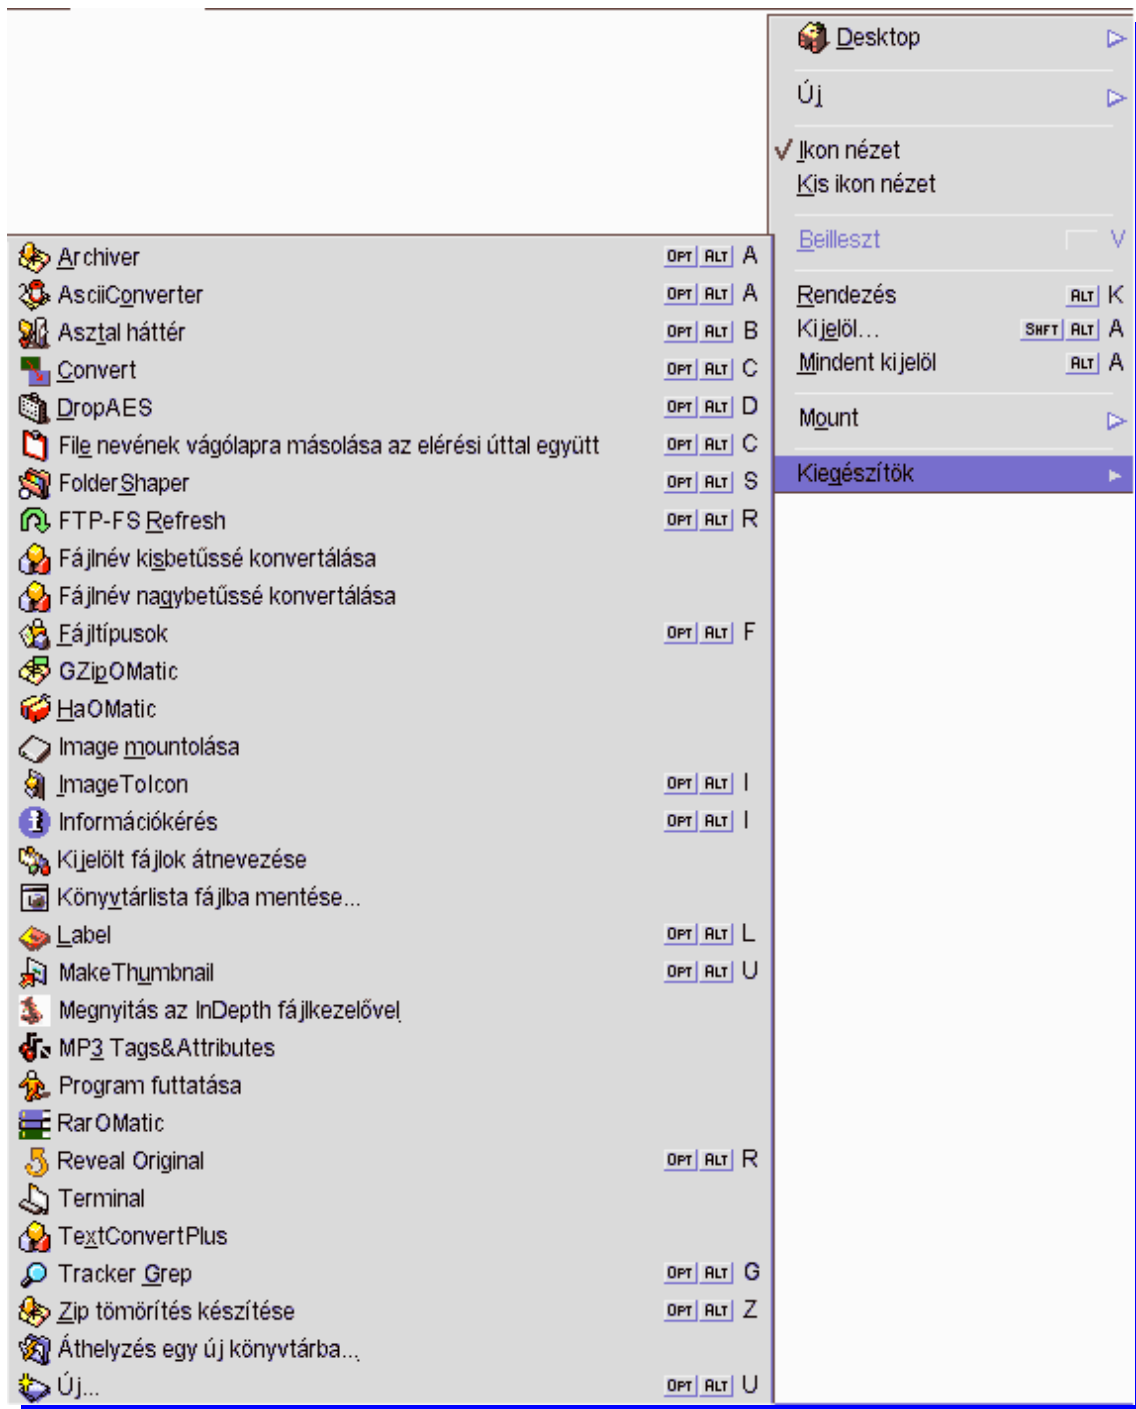 Desktop
Új
Ikon nézet
Kis ikon nézet
Beilleszt V
Rendezés ALT K
Kijelöl... SHFT ALT A
Mindent kijelöl ALT A
Mount
Kiegészítök
Archiver OPT ALT A
AsciiConverter OPT ALT A
Asztal háttér OPT ALT B
Convert OPT ALT C
DropAES OPT ALT D
File nevének vágólapra másolása az elérési úttal együtt OPT ALT C
FolderShaper OPT ALT S
FTP-FS Refresh OPT ALT R
Fájlnév kisbetűssé konvertálása
Fájlnév nagybetűssé konvertálása
Fájltípusok OPT ALT F
GZipOMatic
HaOMatic
Image mountolása
ImageToIcon OPT ALT I
Információkérés OPT ALT I
Kijelölt fájlok átnevezése
Könyvtárlista fájlba mentése...
Label OPT ALT L
MakeThumbnail OPT ALT U
Megnyitás az InDepth fájlkezelővel
MP3 Tags&Attributes
Program futtatása
RarOMatic
Reveal Original OPT ALT R
Terminal
TextConvertPlus
Tracker Grep OPT ALT G
Zip tömörítés készítése OPT ALT Z
Áthelyzés egy új könyvtárba...
Új... OPT ALT U